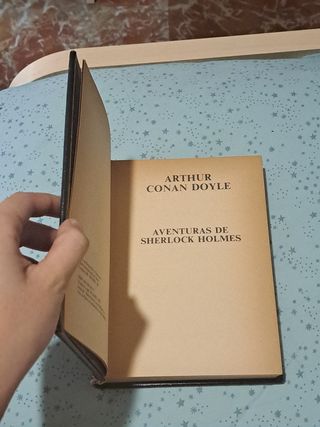 ARTHUR
CONAN DOYLE
AVENTURAS DE
SHERLOCK HOLMES